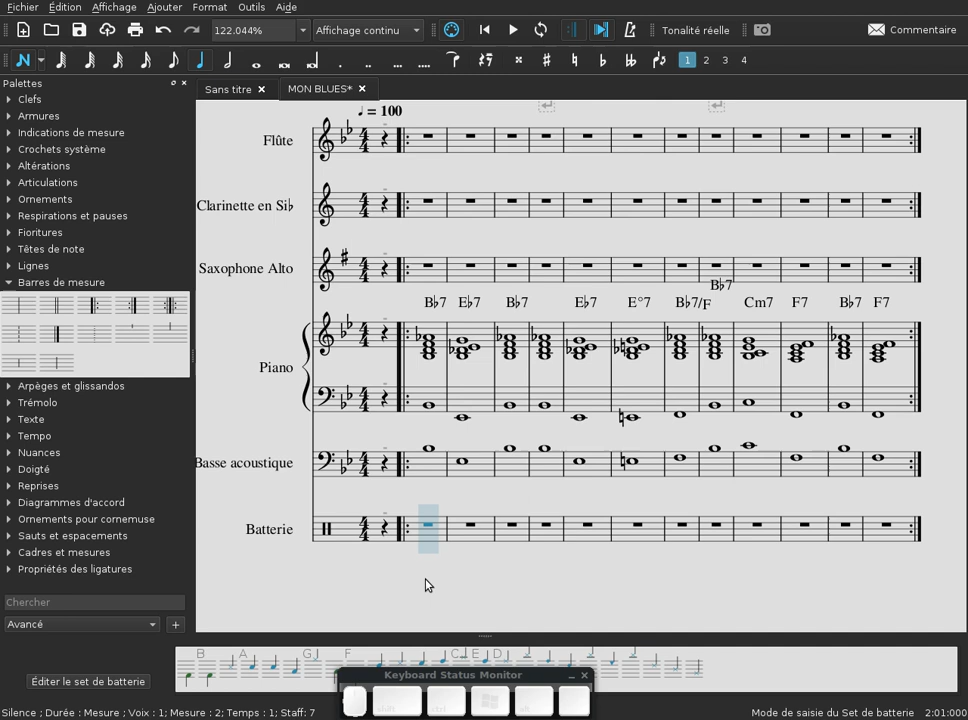 Fichier Édition Affichage Ajouter Format Outils Aide
122.044% Affichage continu Tonalité réelle Commentaire
1 2 3 4
Palettes
Sans titre MON BLUES*
Clefs
Armures
Indications de mesure
Crochets système
Altérations
Articulations
Ornements
Respirations et pauses
Fioritures
Têtes de note
Lignes
Barres de mesure
Arpèges et glissandos
Trémolo
Texte
Tempo
Nuances
Doigté
Reprises
Diagrammes d'accord
Ornements pour cornemuse
Sauts et espacements
Cadres et mesures
Propriétés des ligatures
Chercher
Avancé
+
♩ = 100
Flûte
Clarinette en Si♭
Saxophone Alto
B♭7
B♭7 E♭7 B♭7 E♭7 E°7 B♭7/F Cm7 F7 B♭7 F7
Piano
Basse acoustique
Batterie
B A G F C E D
Éditer le set de batterie
Keyboard Status Monitor
shift ctrl alt
Silence ; Durée : Mesure ; Voix : 1; Mesure : 2; Temps : 1; Staff: 7 Mode de saisie du Set de batterie 2:01:000